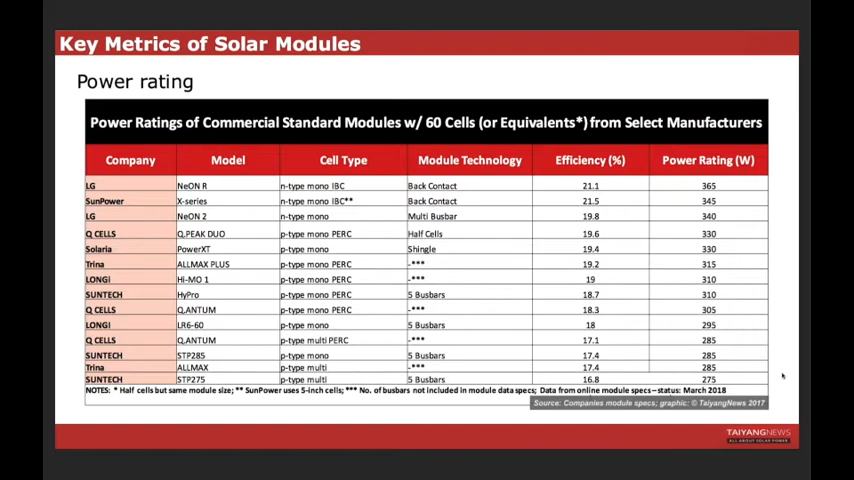 Key Metrics of Solar Modules
Power rating
Power Ratings of Commercial Standard Modules w/ 60 Cells (or Equivalents*) from Select Manufacturers
Company Model Cell Type Module Technology Efficiency (%) Power Rating (W)
LG NeON R n-type mono IBC Back Contact 21.1 365
SunPower X-series n-type mono IBC** Back Contact 21.5 345
LG NeON 2 n-type mono Multi Busbar 19.8 340
Q CELLS Q.PEAK DUO p-type mono PERC Half Cells 19.6 330
Solaria PowerXT p-type mono Shingle 19.4 330
Trina ALLMAX PLUS p-type mono PERC -*** 19.2 315
LONGi Hi-MO 1 p-type mono PERC -*** 19 310
SUNTECH HyPro p-type mono PERC 5 Busbars 18.7 310
Q CELLS Q.ANTUM p-type mono PERC -*** 18.3 305
LONGi LR6-60 p-type mono 5 Busbars 18 295
Q CELLS Q.ANTUM p-type multi PERC -*** 17.1 285
SUNTECH STP285 p-type mono 5 Busbars 17.4 285
Trina ALLMAX p-type multi -*** 17.4 285
SUNTECH STP275 p-type multi 5 Busbars 16.8 275
NOTES: * Half cells but same module size; ** SunPower uses 5-inch cells; *** No. of busbars not included in module data specs; Data from online module specs – status: March 2018
Source: Companies module specs; graphic: © TaiyangNews 2017
TAIYANGNEWS
ALL ABOUT SOLAR POWER